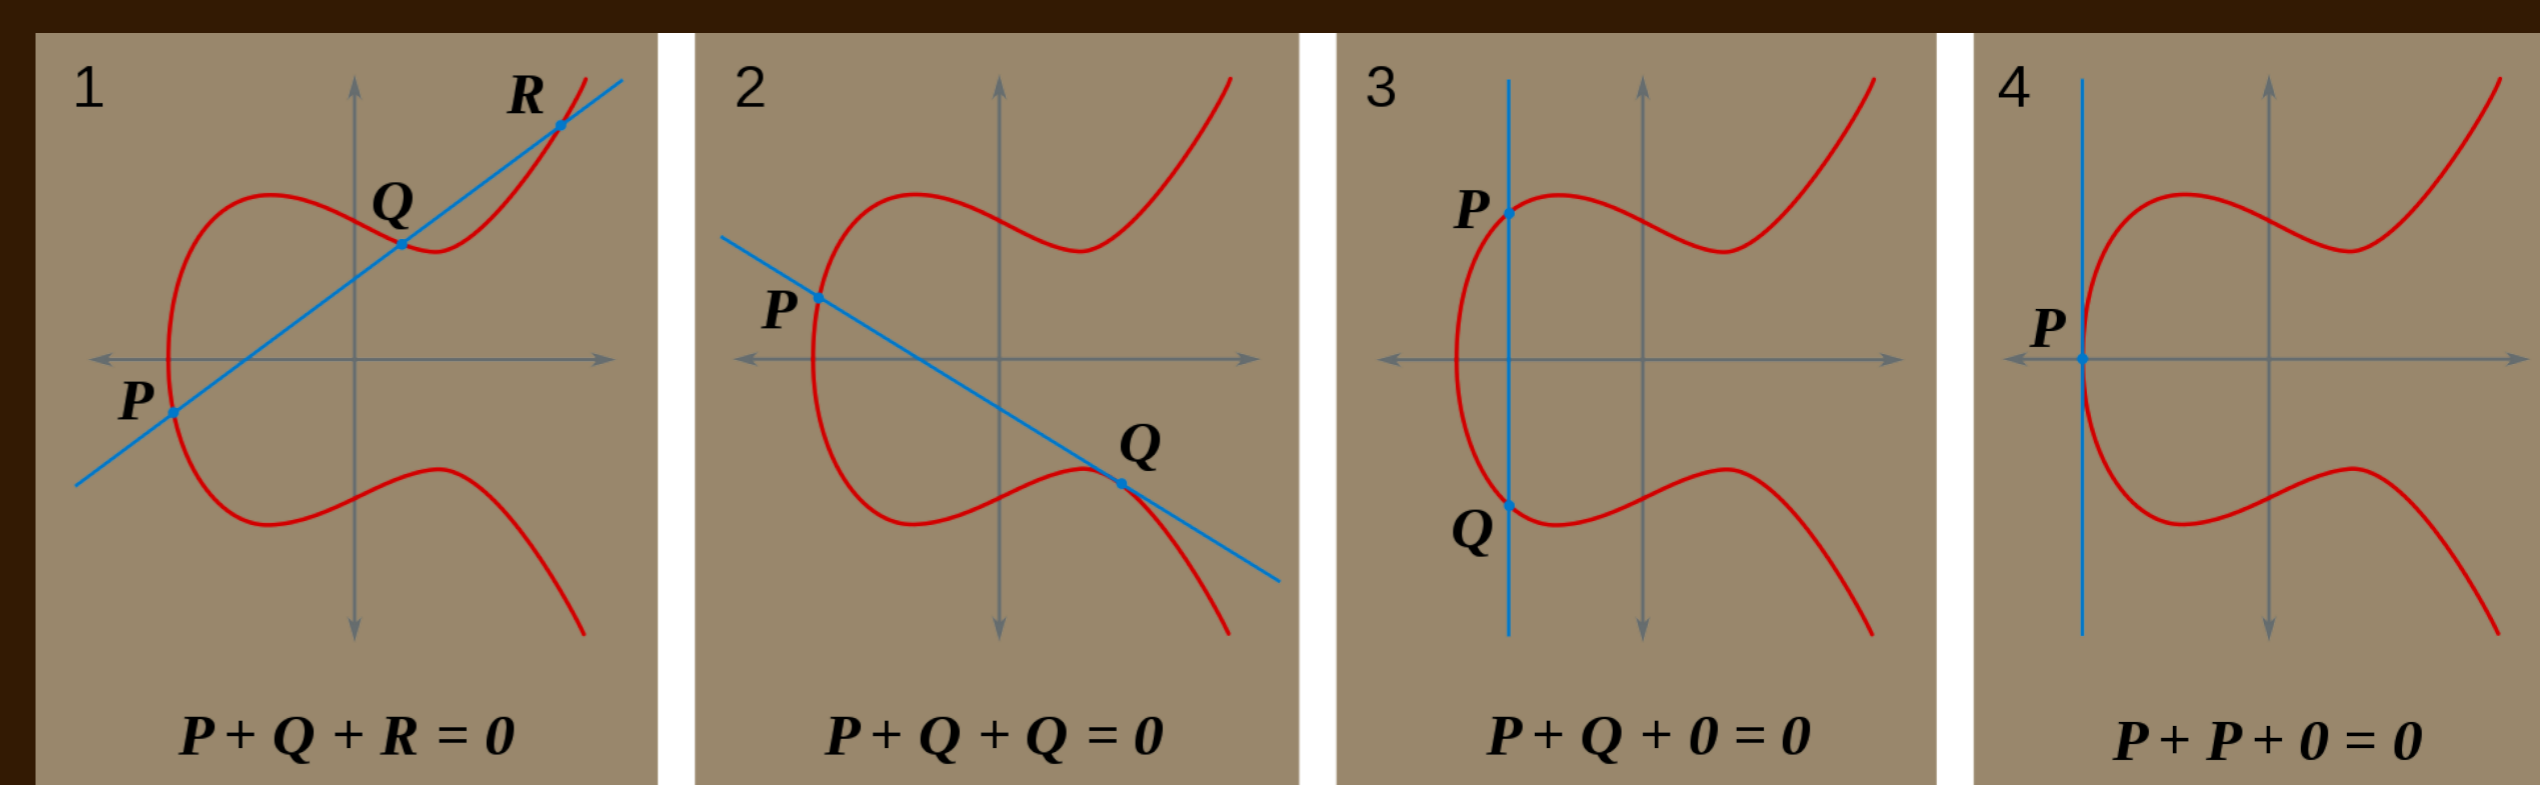 1
R
Q
P
P + Q + R = 0
2
P
Q
P + Q + Q = 0
3
P
Q
P + Q + 0 = 0
4
P
P + P + 0 = 0